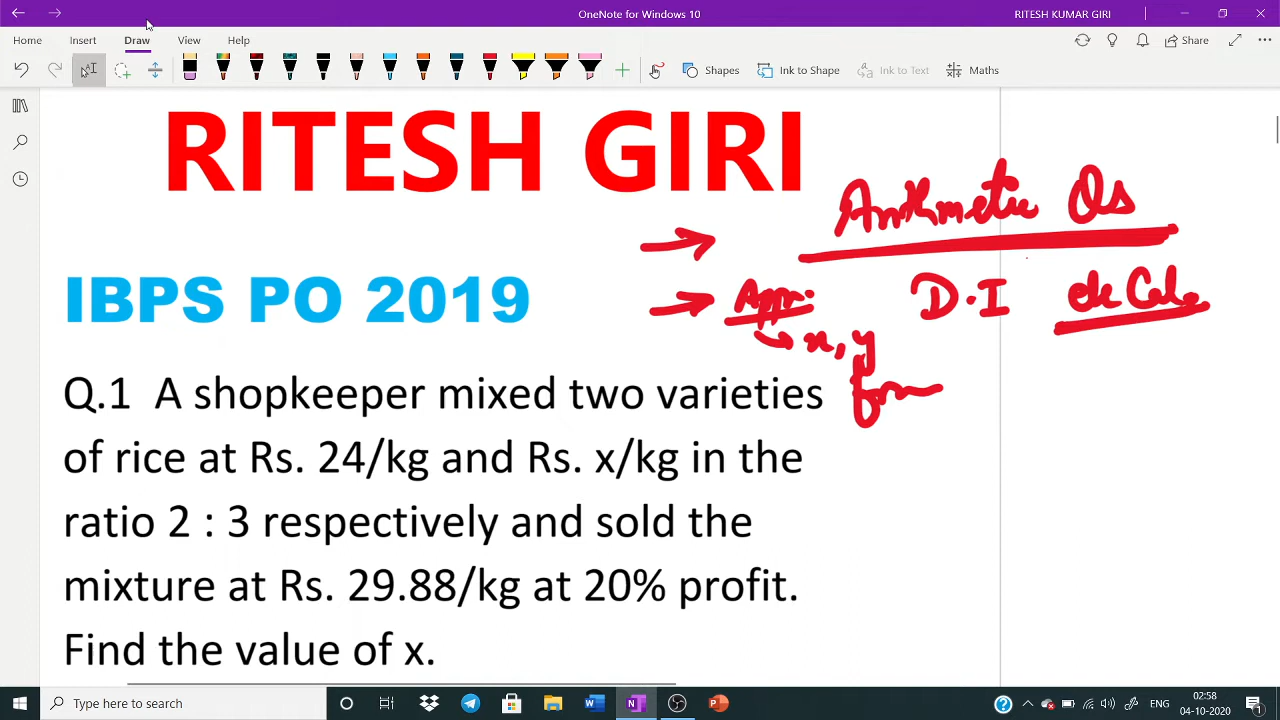 OneNote for Windows 10
RITESH KUMAR GIRI
Home Insert Draw View Help
Share
Shapes Ink to Shape Ink to Text Maths
RITESH GIRI
Arithmetic Qs
IBPS PO 2019
Appr. D.I
x, y
form
Q.1 A shopkeeper mixed two varieties
of rice at Rs. 24/kg and Rs. x/kg in the
ratio 2 : 3 respectively and sold the
mixture at Rs. 29.88/kg at 20% profit.
Find the value of x.
Type here to search
ENG
02:58
04-10-2020